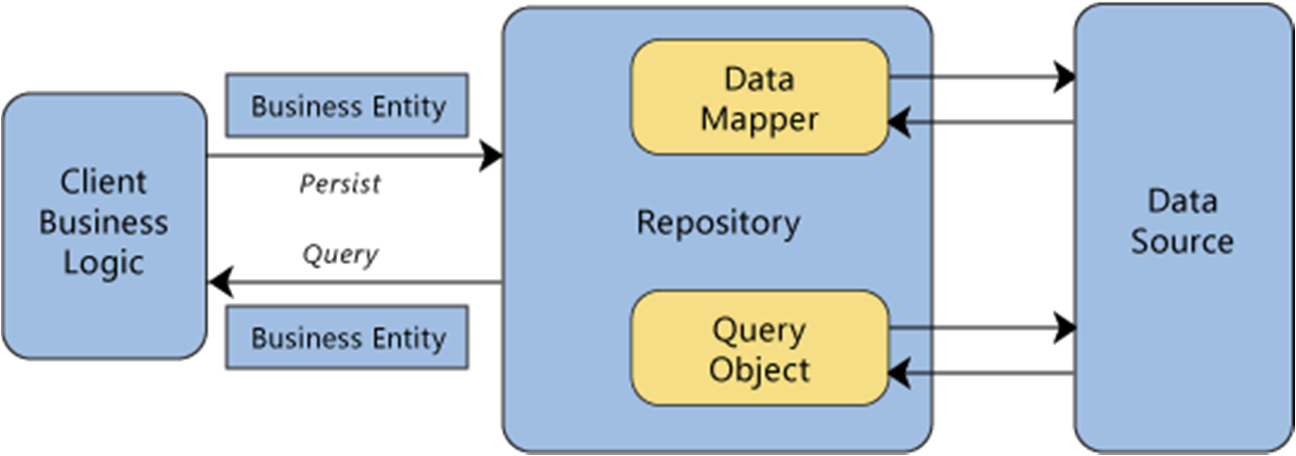 Client
Business
Logic
Business Entity
Persist
Query
Business Entity
Data
Mapper
Repository
Query
Object
Data
Source